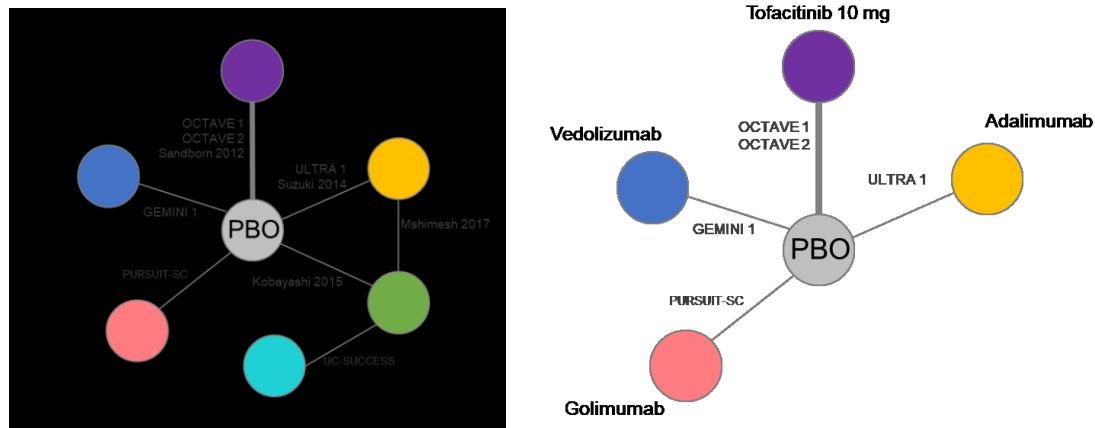 OCTAVE 1
OCTAVE 2
Sandborn 2012
ULTRA 1
Suzuki 2014
GEMINI 1
PBO
Mshimesh 2017
PURSUIT-SC
Kobayashi 2015
UC-SUCCESS
Tofacitinib 10 mg
Vedolizumab
OCTAVE 1
OCTAVE 2
Adalimumab
ULTRA 1
GEMINI 1
PBO
PURSUIT-SC
Golimumab